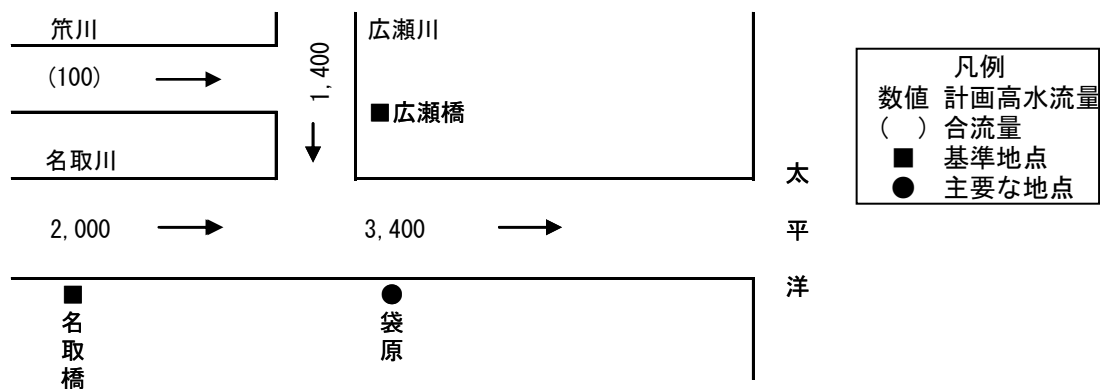 笊川
(100)
1,400
広瀬川
■広瀬橋
名取川
2,000
3,400
■
名取橋
●
袋原
太平洋
凡例
数値 計画高水流量
( ) 合流量
■ 基準地点
● 主要な地点